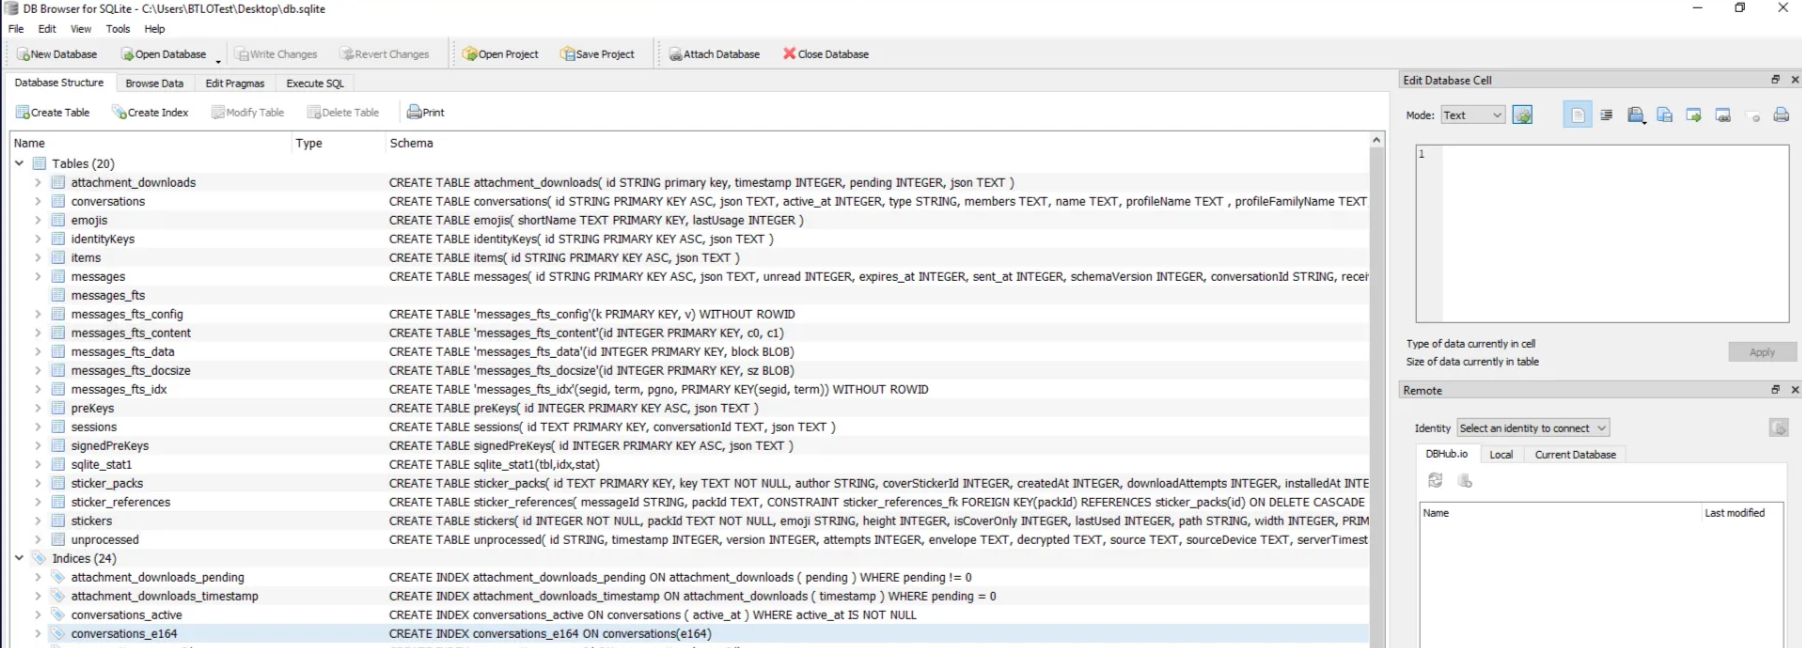 DB Browser for SQLite - C:\Users\BTLOTest\Desktop\db.sqlite
File Edit View Tools Help
New Database Open Database Write Changes Revert Changes Open Project Save Project Attach Database Close Database
Database Structure Browse Data Edit Pragmas Execute SQL
Create Table Create Index Modify Table Delete Table Print
Name Type Schema
Tables (20)
attachment_downloads CREATE TABLE attachment_downloads( id STRING primary key, timestamp INTEGER, pending INTEGER, json TEXT )
conversations CREATE TABLE conversations( id STRING PRIMARY KEY ASC, json TEXT, active_at INTEGER, type STRING, members TEXT, name TEXT, profileName TEXT , profileFamilyName TEXT,
emojis CREATE TABLE emojis( shortName TEXT PRIMARY KEY, lastUsage INTEGER )
identityKeys CREATE TABLE identityKeys( id STRING PRIMARY KEY ASC, json TEXT )
items CREATE TABLE items( id STRING PRIMARY KEY ASC, json TEXT )
messages CREATE TABLE messages( id STRING PRIMARY KEY ASC, json TEXT, unread INTEGER, expires_at INTEGER, sent_at INTEGER, schemaVersion INTEGER, conversationId STRING, recei
messages_fts
messages_fts_config CREATE TABLE 'messages_fts_config'(k PRIMARY KEY, v) WITHOUT ROWID
messages_fts_content CREATE TABLE 'messages_fts_content'(id INTEGER PRIMARY KEY, c0, c1)
messages_fts_data CREATE TABLE 'messages_fts_data'(id INTEGER PRIMARY KEY, block BLOB)
messages_fts_docsize CREATE TABLE 'messages_fts_docsize'(id INTEGER PRIMARY KEY, sz BLOB)
messages_fts_idx CREATE TABLE 'messages_fts_idx'(segid, term, pgno, PRIMARY KEY(segid, term)) WITHOUT ROWID
preKeys CREATE TABLE preKeys( id INTEGER PRIMARY KEY ASC, json TEXT )
sessions CREATE TABLE sessions( id TEXT PRIMARY KEY, conversationId TEXT, json TEXT )
signedPreKeys CREATE TABLE signedPreKeys( id INTEGER PRIMARY KEY ASC, json TEXT )
sqlite_stat1 CREATE TABLE sqlite_stat1(tbl,idx,stat)
sticker_packs CREATE TABLE sticker_packs( id TEXT PRIMARY KEY, key TEXT NOT NULL, author STRING, coverStickerId INTEGER, createdAt INTEGER, downloadAttempts INTEGER, installedAt INTE
sticker_references CREATE TABLE sticker_references( messageId STRING, packId TEXT, CONSTRAINT sticker_references_fk FOREIGN KEY(packId) REFERENCES sticker_packs(id) ON DELETE CASCADE
stickers CREATE TABLE stickers( id INTEGER NOT NULL, packId TEXT NOT NULL, emoji STRING, height INTEGER, isCoverOnly INTEGER, lastUsed INTEGER, path STRING, width INTEGER, PRIM
unprocessed CREATE TABLE unprocessed( id STRING, timestamp INTEGER, version INTEGER, attempts INTEGER, envelope TEXT, decrypted TEXT, source TEXT, sourceDevice TEXT, serverTimest
Indices (24)
attachment_downloads_pending CREATE INDEX attachment_downloads_pending ON attachment_downloads ( pending ) WHERE pending != 0
attachment_downloads_timestamp CREATE INDEX attachment_downloads_timestamp ON attachment_downloads ( timestamp ) WHERE pending = 0
conversations_active CREATE INDEX conversations_active ON conversations ( active_at ) WHERE active_at IS NOT NULL
conversations_e164 CREATE INDEX conversations_e164 ON conversations(e164)
Edit Database Cell
Mode: Text
1
Type of data currently in cell
Size of data currently in table
Apply
Remote
Identity Select an identity to connect
DBHub.io Local Current Database
Name Last modified